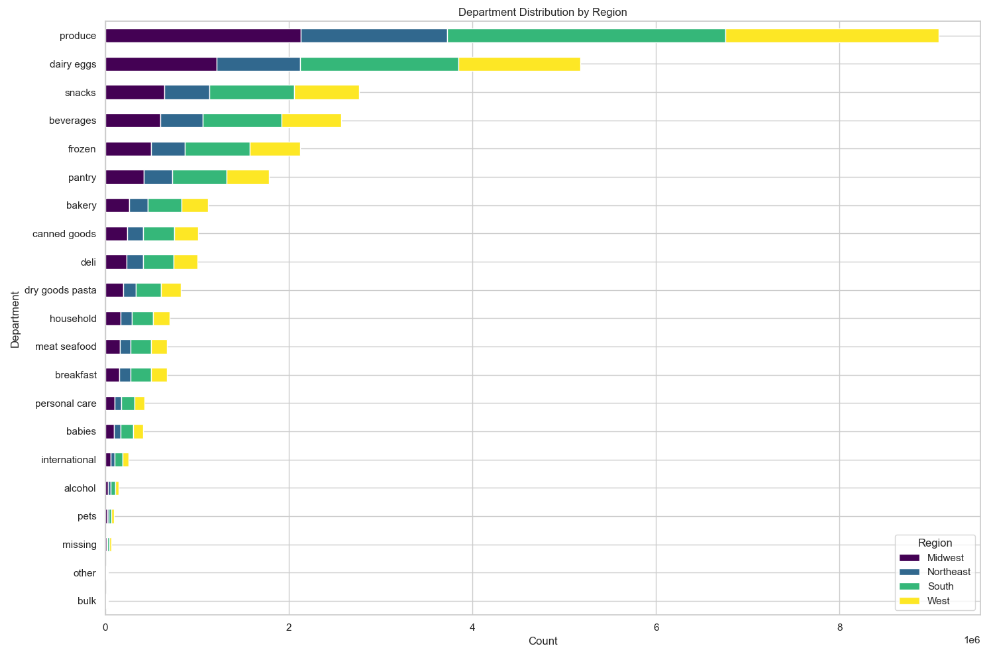 Department Distribution by Region
Department
produce
dairy eggs
snacks
beverages
frozen
pantry
bakery
canned goods
deli
dry goods pasta
household
meat seafood
breakfast
personal care
babies
international
alcohol
pets
missing
other
bulk
Region
Midwest
Northeast
South
West
0 2 4 6 8
Count
1e6